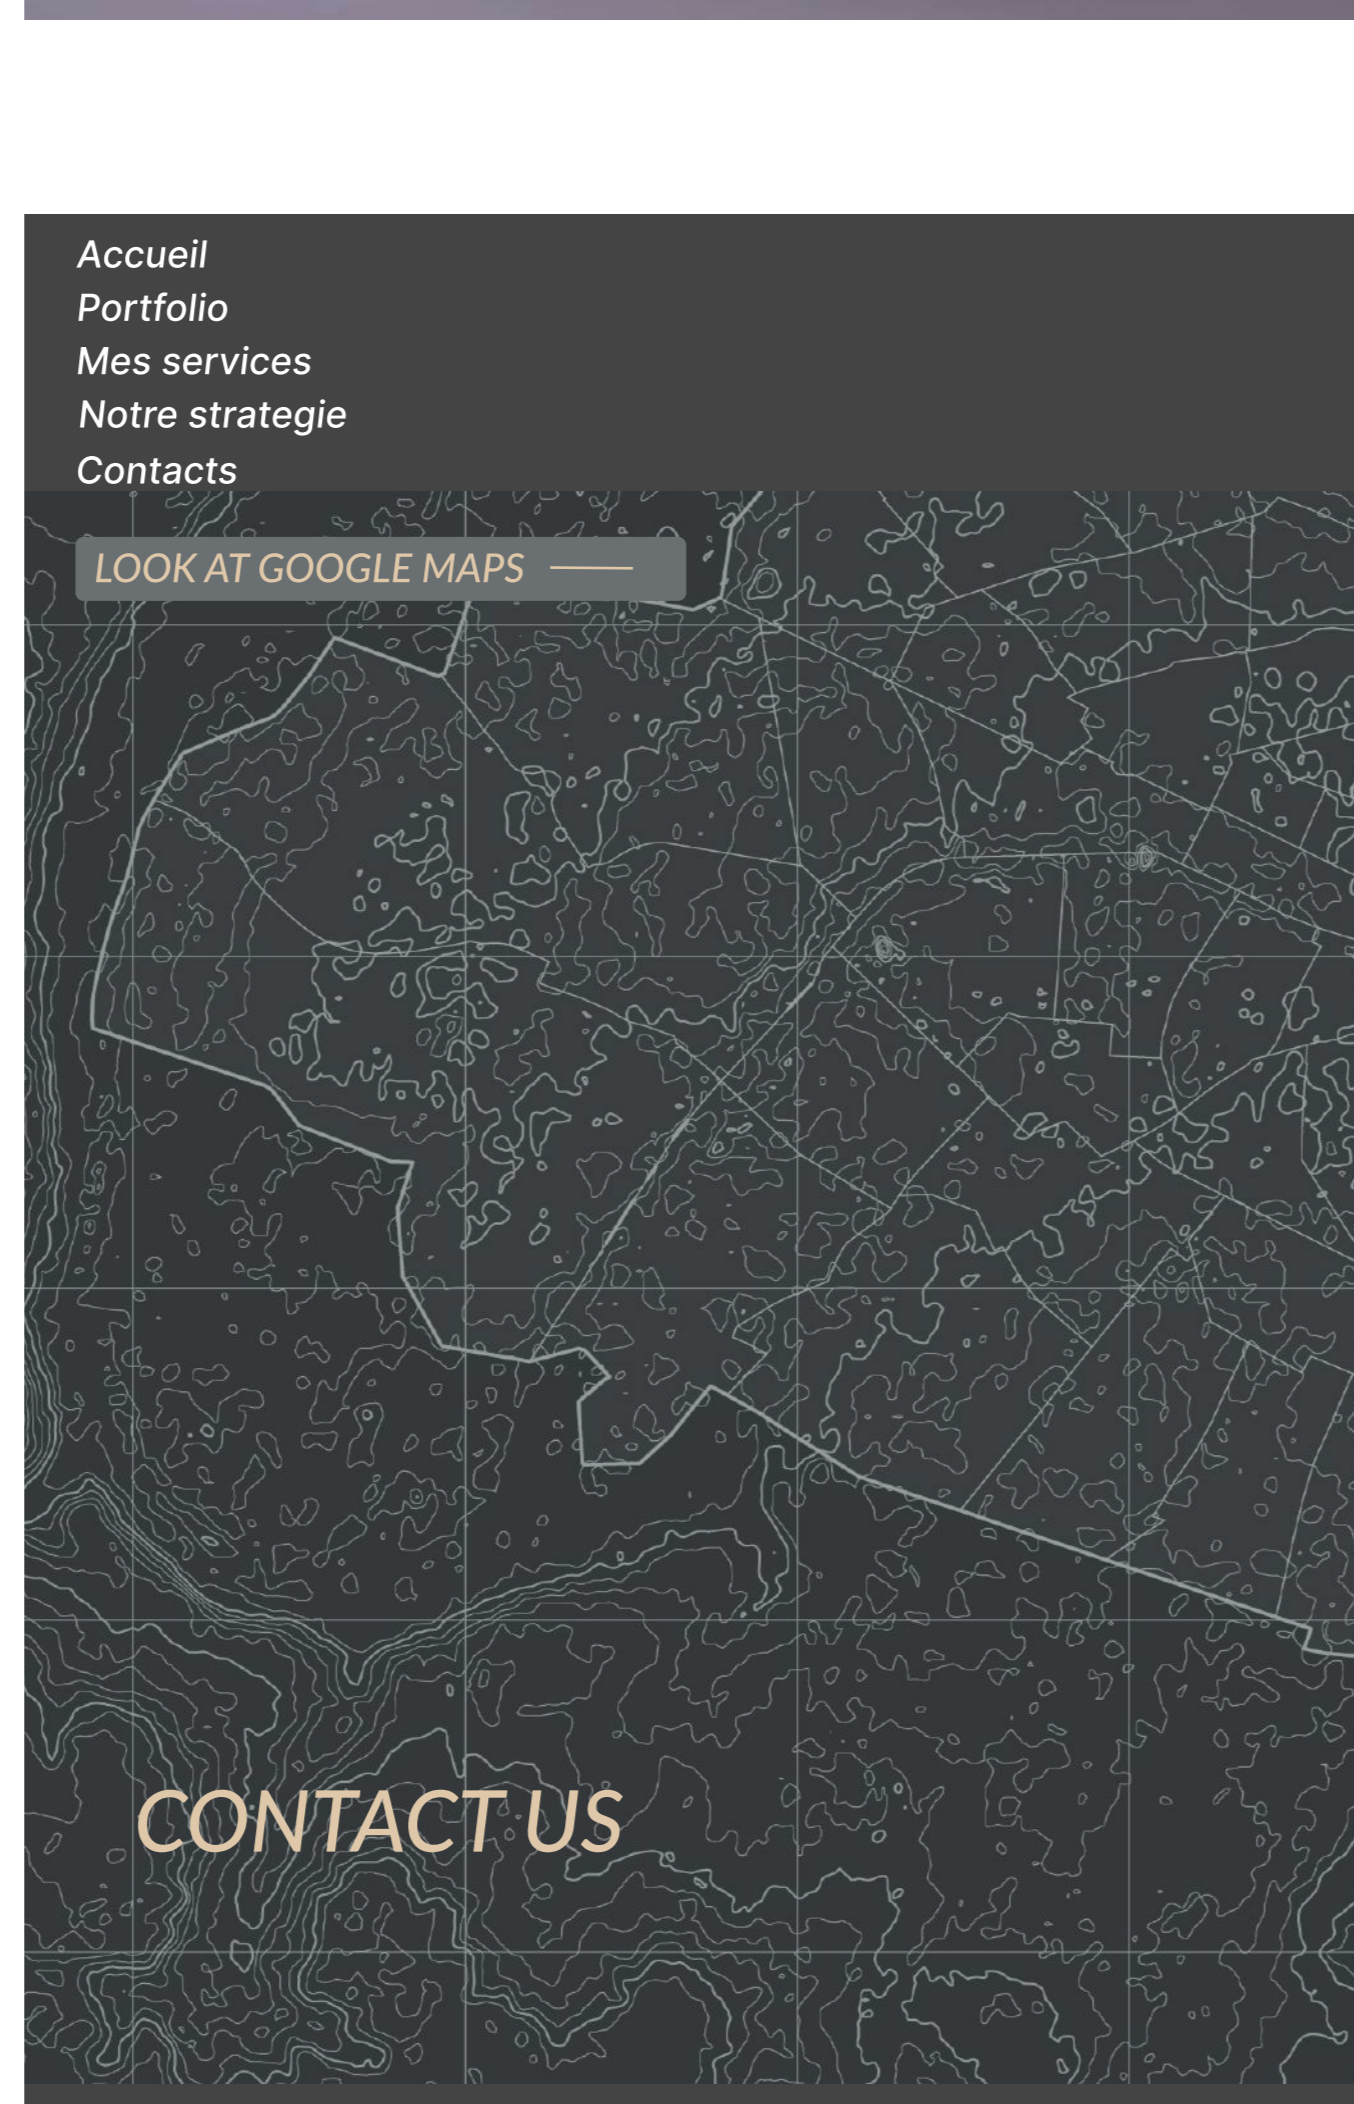 Accueil
Portfolio
Mes services
Notre strategie
Contacts
LOOK AT GOOGLE MAPS
CONTACT US